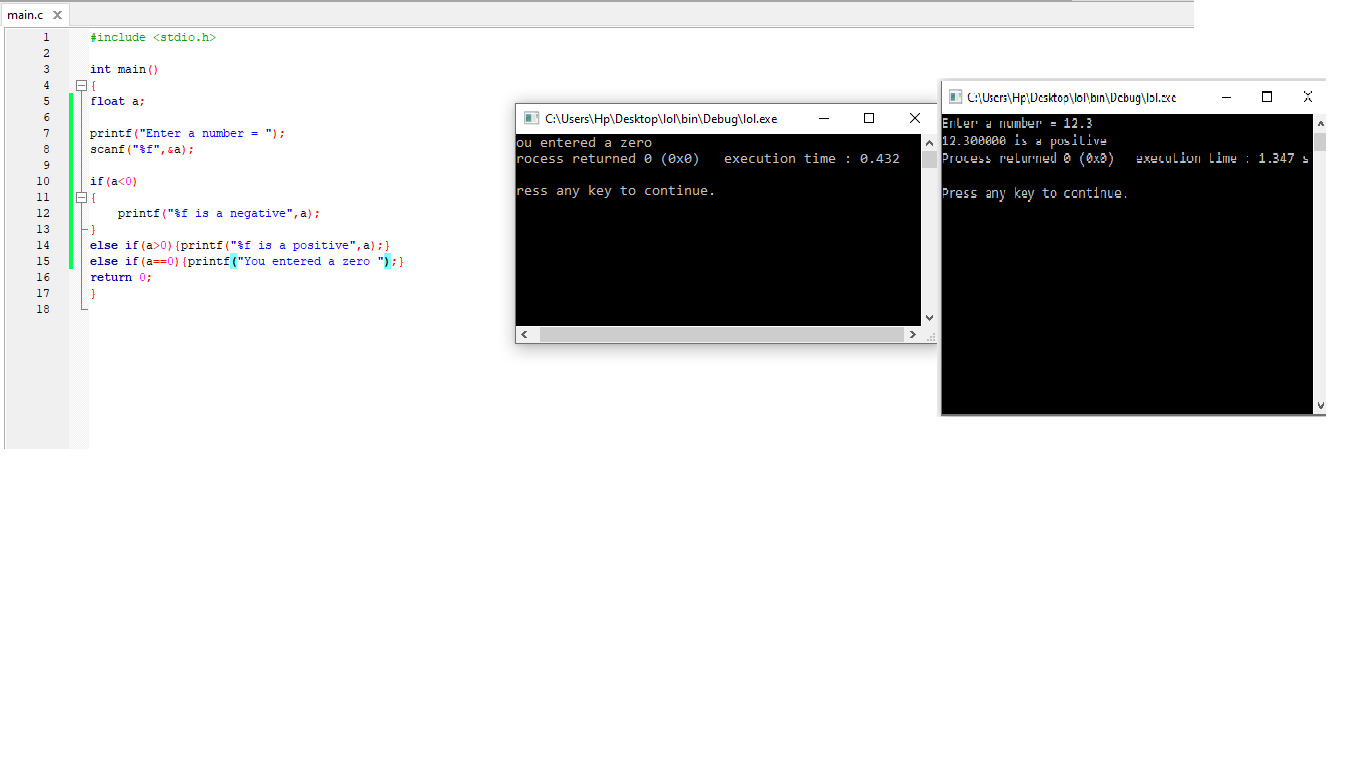 main.c X
1 #include <stdio.h>
2
3 int main()
4 {
5 float a;
6
7 printf("Enter a number = ");
8 scanf("%f",&a);
9
10 if(a<0)
11 {
12 printf("%f is a negative",a);
13 }
14 else if(a>0){printf("%f is a positive",a);}
15 else if(a==0){printf("You entered a zero ");}
16 return 0;
17 }
18
C:\Users\Hp\Desktop\lol\bin\Debug\lol.exe
ou entered a zero
rocess returned 0 (0x0) execution time : 0.432
ress any key to continue.
C:\Users\Hp\Desktop\lol\bin\Debug\lol.exe
Enter a number = 12.3
12.300000 is a positive
Process returned 0 (0x0) execution time : 1.347 s
Press any key to continue.